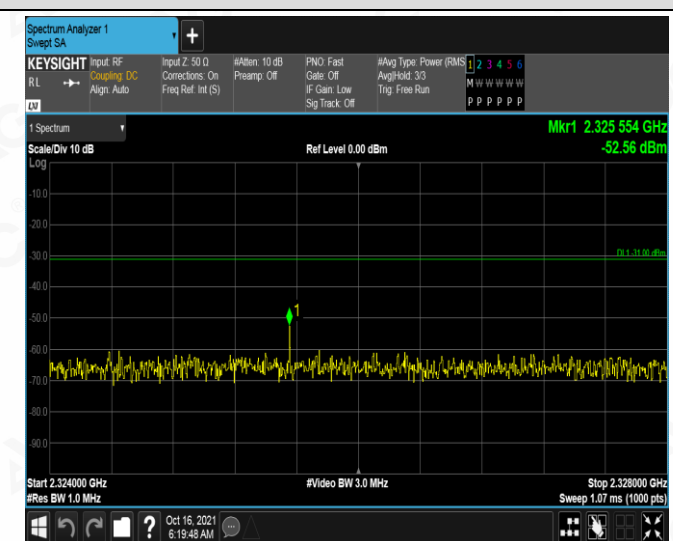 Spectrum Analyzer 1
Swept SA
+
KEYSIGHT Input: RF Input Z: 50 Ω #Atten: 10 dB PNO: Fast #Avg Type: Power (RMS 1 2 3 4 5 6
RL Coupling: DC Corrections: On Preamp: Off Gate: Off Avg|Hold: 3/3 M W W W W W
Align: Auto Freq Ref: Int (S) IF Gain: Low Trig: Free Run
Sig Track: Off P P P P P P
LXI
1 Spectrum Mkr1 2.325 554 GHz
Scale/Div 10 dB Ref Level 0.00 dBm -52.56 dBm
Log
-10.0
-20.0
-30.0 DL1 -31.00 dBm
-40.0
-50.0 1
-60.0
-70.0
-80.0
-90.0
Start 2.324000 GHz #Video BW 3.0 MHz Stop 2.328000 GHz
#Res BW 1.0 MHz Sweep 1.07 ms (1000 pts)
? Oct 16, 2021
6:19:48 AM